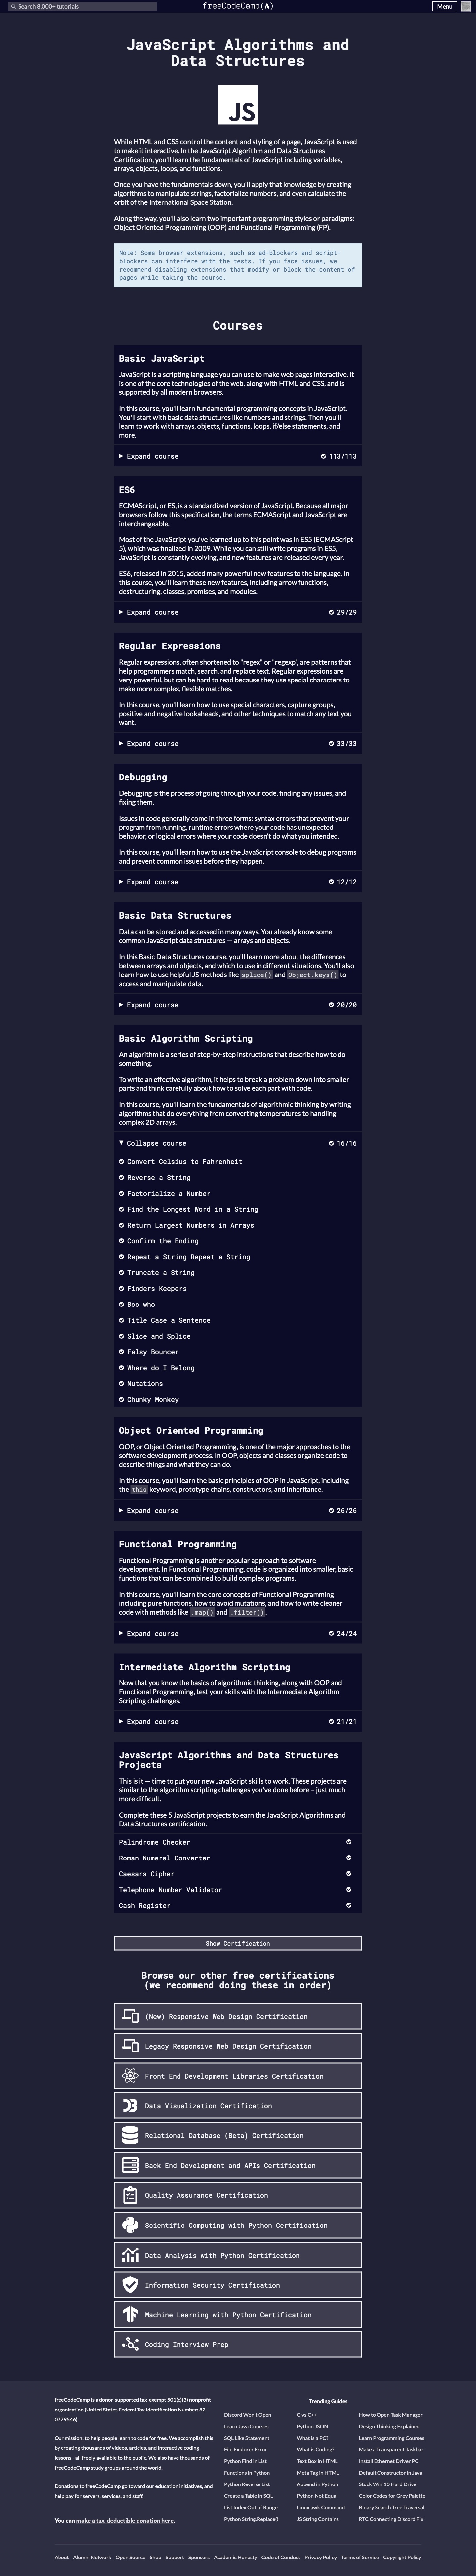 Search 8,000+ tutorials
freeCodeCamp(🔥)
Menu
JavaScript Algorithms and
Data Structures
JS
While HTML and CSS control the content and styling of a page, JavaScript is used
to make it interactive. In the JavaScript Algorithm and Data Structures
Certification, you'll learn the fundamentals of JavaScript including variables,
arrays, objects, loops, and functions.
Once you have the fundamentals down, you'll apply that knowledge by creating
algorithms to manipulate strings, factorialize numbers, and even calculate the
orbit of the International Space Station.
Along the way, you'll also learn two important programming styles or paradigms:
Object Oriented Programming (OOP) and Functional Programming (FP).
Note: Some browser extensions, such as ad-blockers and script-
blockers can interfere with the tests. If you face issues, we
recommend disabling extensions that modify or block the content of
pages while taking the course.
Courses
Basic JavaScript
JavaScript is a scripting language you can use to make web pages interactive. It
is one of the core technologies of the web, along with HTML and CSS, and is
supported by all modern browsers.
In this course, you'll learn fundamental programming concepts in JavaScript.
You'll start with basic data structures like numbers and strings. Then you'll
learn to work with arrays, objects, functions, loops, if/else statements, and
more.
Expand course 113/113
ES6
ECMAScript, or ES, is a standardized version of JavaScript. Because all major
browsers follow this specification, the terms ECMAScript and JavaScript are
interchangeable.
Most of the JavaScript you've learned up to this point was in ES5 (ECMAScript
5), which was finalized in 2009. While you can still write programs in ES5,
JavaScript is constantly evolving, and new features are released every year.
ES6, released in 2015, added many powerful new features to the language. In
this course, you'll learn these new features, including arrow functions,
destructuring, classes, promises, and modules.
Expand course 29/29
Regular Expressions
Regular expressions, often shortened to "regex" or "regexp", are patterns that
help programmers match, search, and replace text. Regular expressions are
very powerful, but can be hard to read because they use special characters to
make more complex, flexible matches.
In this course, you'll learn how to use special characters, capture groups,
positive and negative lookaheads, and other techniques to match any text you
want.
Expand course 33/33
Debugging
Debugging is the process of going through your code, finding any issues, and
fixing them.
Issues in code generally come in three forms: syntax errors that prevent your
program from running, runtime errors where your code has unexpected
behavior, or logical errors where your code doesn't do what you intended.
In this course, you'll learn how to use the JavaScript console to debug programs
and prevent common issues before they happen.
Expand course 12/12
Basic Data Structures
Data can be stored and accessed in many ways. You already know some
common JavaScript data structures — arrays and objects.
In this Basic Data Structures course, you'll learn more about the differences
between arrays and objects, and which to use in different situations. You'll also
learn how to use helpful JS methods like splice() and Object.keys() to
access and manipulate data.
Expand course 20/20
Basic Algorithm Scripting
An algorithm is a series of step-by-step instructions that describe how to do
something.
To write an effective algorithm, it helps to break a problem down into smaller
parts and think carefully about how to solve each part with code.
In this course, you'll learn the fundamentals of algorithmic thinking by writing
algorithms that do everything from converting temperatures to handling
complex 2D arrays.
Collapse course 16/16
Convert Celsius to Fahrenheit
Reverse a String
Factorialize a Number
Find the Longest Word in a String
Return Largest Numbers in Arrays
Confirm the Ending
Repeat a String Repeat a String
Truncate a String
Finders Keepers
Boo who
Title Case a Sentence
Slice and Splice
Falsy Bouncer
Where do I Belong
Mutations
Chunky Monkey
Object Oriented Programming
OOP, or Object Oriented Programming, is one of the major approaches to the
software development process. In OOP, objects and classes organize code to
describe things and what they can do.
In this course, you'll learn the basic principles of OOP in JavaScript, including
the this keyword, prototype chains, constructors, and inheritance.
Expand course 26/26
Functional Programming
Functional Programming is another popular approach to software
development. In Functional Programming, code is organized into smaller, basic
functions that can be combined to build complex programs.
In this course, you'll learn the core concepts of Functional Programming
including pure functions, how to avoid mutations, and how to write cleaner
code with methods like .map() and .filter().
Expand course 24/24
Intermediate Algorithm Scripting
Now that you know the basics of algorithmic thinking, along with OOP and
Functional Programming, test your skills with the Intermediate Algorithm
Scripting challenges.
Expand course 21/21
JavaScript Algorithms and Data Structures
Projects
This is it — time to put your new JavaScript skills to work. These projects are
similar to the algorithm scripting challenges you've done before – just much
more difficult.
Complete these 5 JavaScript projects to earn the JavaScript Algorithms and
Data Structures certification.
Palindrome Checker
Roman Numeral Converter
Caesars Cipher
Telephone Number Validator
Cash Register
Show Certification
Browse our other free certifications
(we recommend doing these in order)
(New) Responsive Web Design Certification
Legacy Responsive Web Design Certification
Front End Development Libraries Certification
Data Visualization Certification
Relational Database (Beta) Certification
Back End Development and APIs Certification
Quality Assurance Certification
Scientific Computing with Python Certification
Data Analysis with Python Certification
Information Security Certification
Machine Learning with Python Certification
Coding Interview Prep
freeCodeCamp is a donor-supported tax-exempt 501(c)(3) nonprofit
organization (United States Federal Tax Identification Number: 82-
0779546)
Our mission: to help people learn to code for free. We accomplish this
by creating thousands of videos, articles, and interactive coding
lessons - all freely available to the public. We also have thousands of
freeCodeCamp study groups around the world.
Donations to freeCodeCamp go toward our education initiatives, and
help pay for servers, services, and staff.
You can make a tax-deductible donation here.
Trending Guides
Discord Won't Open
Learn Java Courses
SQL Like Statement
File Explorer Error
Python Find in List
Functions in Python
Python Reverse List
Create a Table in SQL
List Index Out of Range
Python String.Replace()
C vs C++
Python JSON
What is a PC?
What is Coding?
Text Box In HTML
Meta Tag in HTML
Append in Python
Python Not Equal
Linux awk Command
JS String Contains
How to Open Task Manager
Design Thinking Explained
Learn Programming Courses
Make a Transparent Taskbar
Install Ethernet Driver PC
Default Constructor in Java
Stuck Win 10 Hard Drive
Color Codes for Grey Palette
Binary Search Tree Traversal
RTC Connecting Discord Fix
About Alumni Network Open Source Shop Support Sponsors Academic Honesty Code of Conduct Privacy Policy Terms of Service Copyright Policy